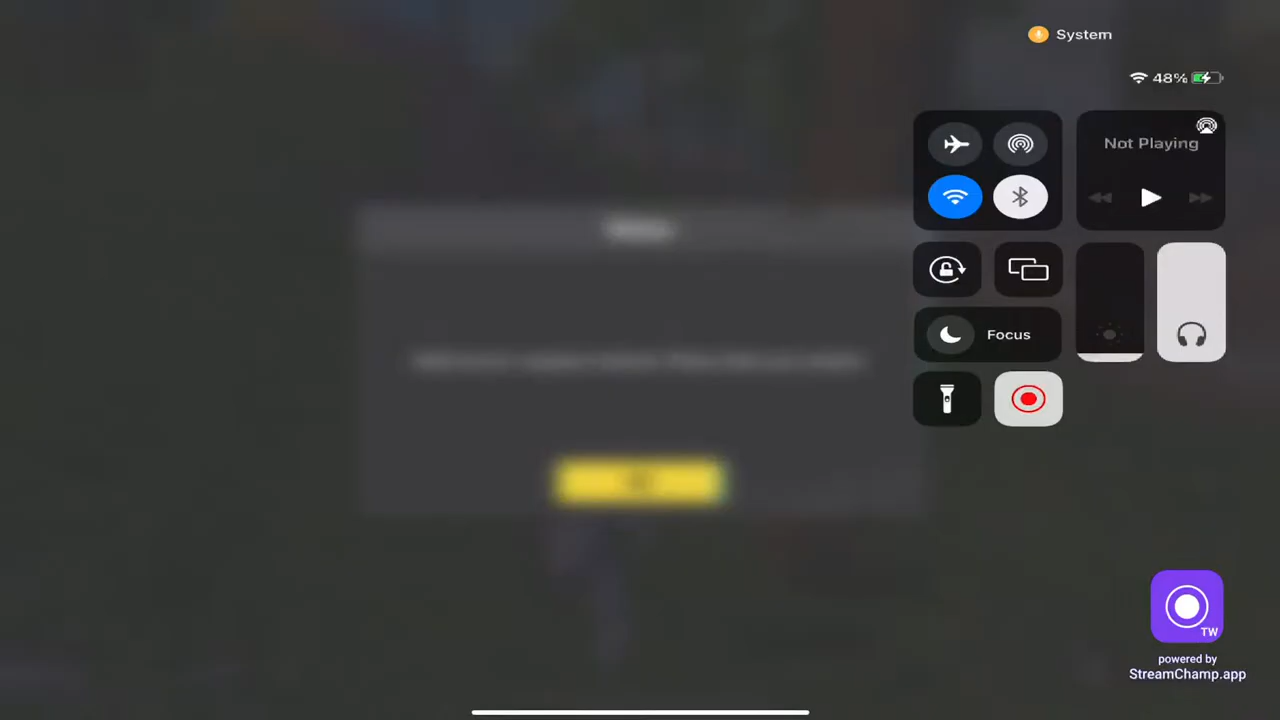 System
48%
Not Playing
Focus
TW
powered by
StreamChamp.app